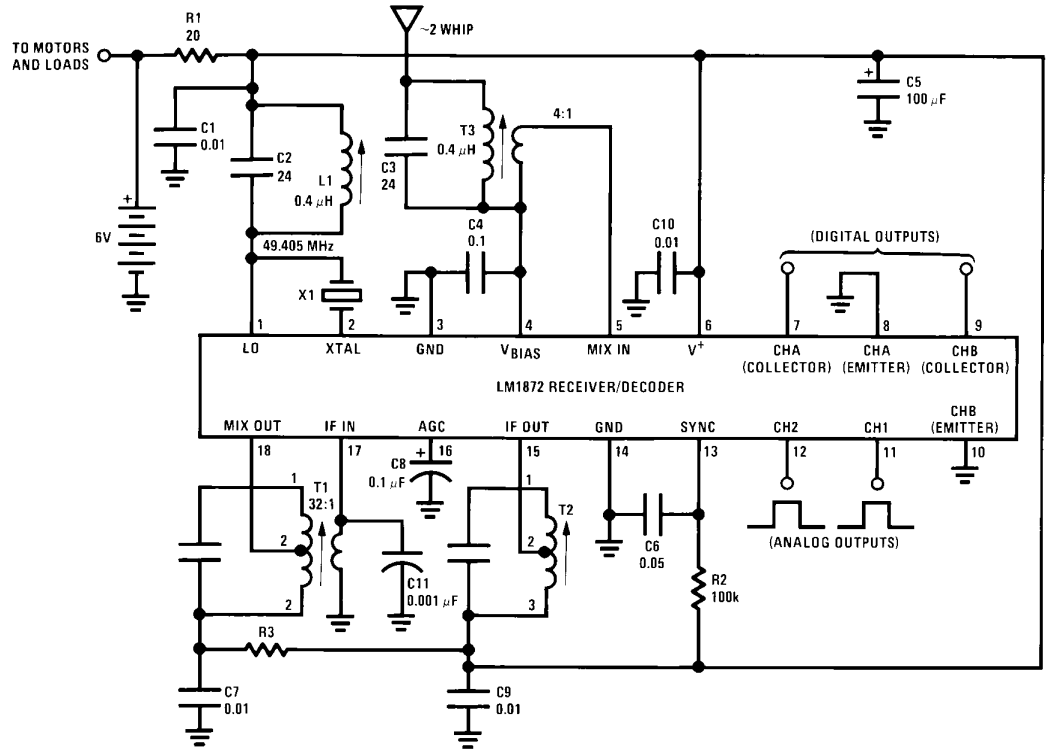 ~2 WHIP
R1
20
TO MOTORS
AND LOADS
+
C5
100 µF
C1
0.01
C2
24
L1
0.4 µH
C3
24
T3
0.4 µH
4:1
+
6V
49.405 MHz
X1
C4
0.1
C10
0.01
(DIGITAL OUTPUTS)
1
2
3
4
5
6
7
8
9
LO
XTAL
GND
VBIAS
MIX IN
V+
CHA
(COLLECTOR)
CHA
(EMITTER)
CHB
(COLLECTOR)
LM1872 RECEIVER/DECODER
MIX OUT
IF IN
AGC
IF OUT
GND
SYNC
CH2
CH1
CHB
(EMITTER)
18
17
16
15
14
13
12
11
10
+
C8
0.1 µF
1
T1
32:1
2
2
C11
0.001 µF
1
T2
2
3
C6
0.05
(ANALOG OUTPUTS)
R2
100k
R3
C7
0.01
C9
0.01